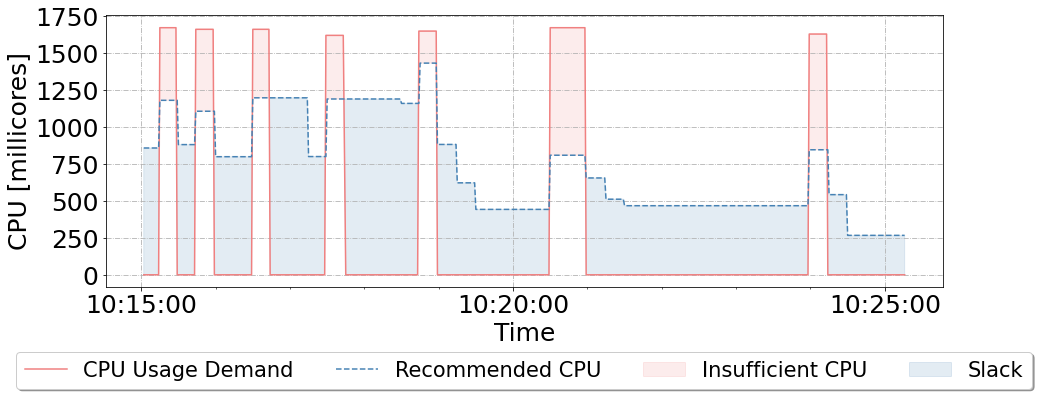 1750
1500
1250
1000
750
500
250
0
CPU [millicores]
10:15:00 10:20:00 10:25:00
Time
CPU Usage Demand Recommended CPU Insufficient CPU Slack